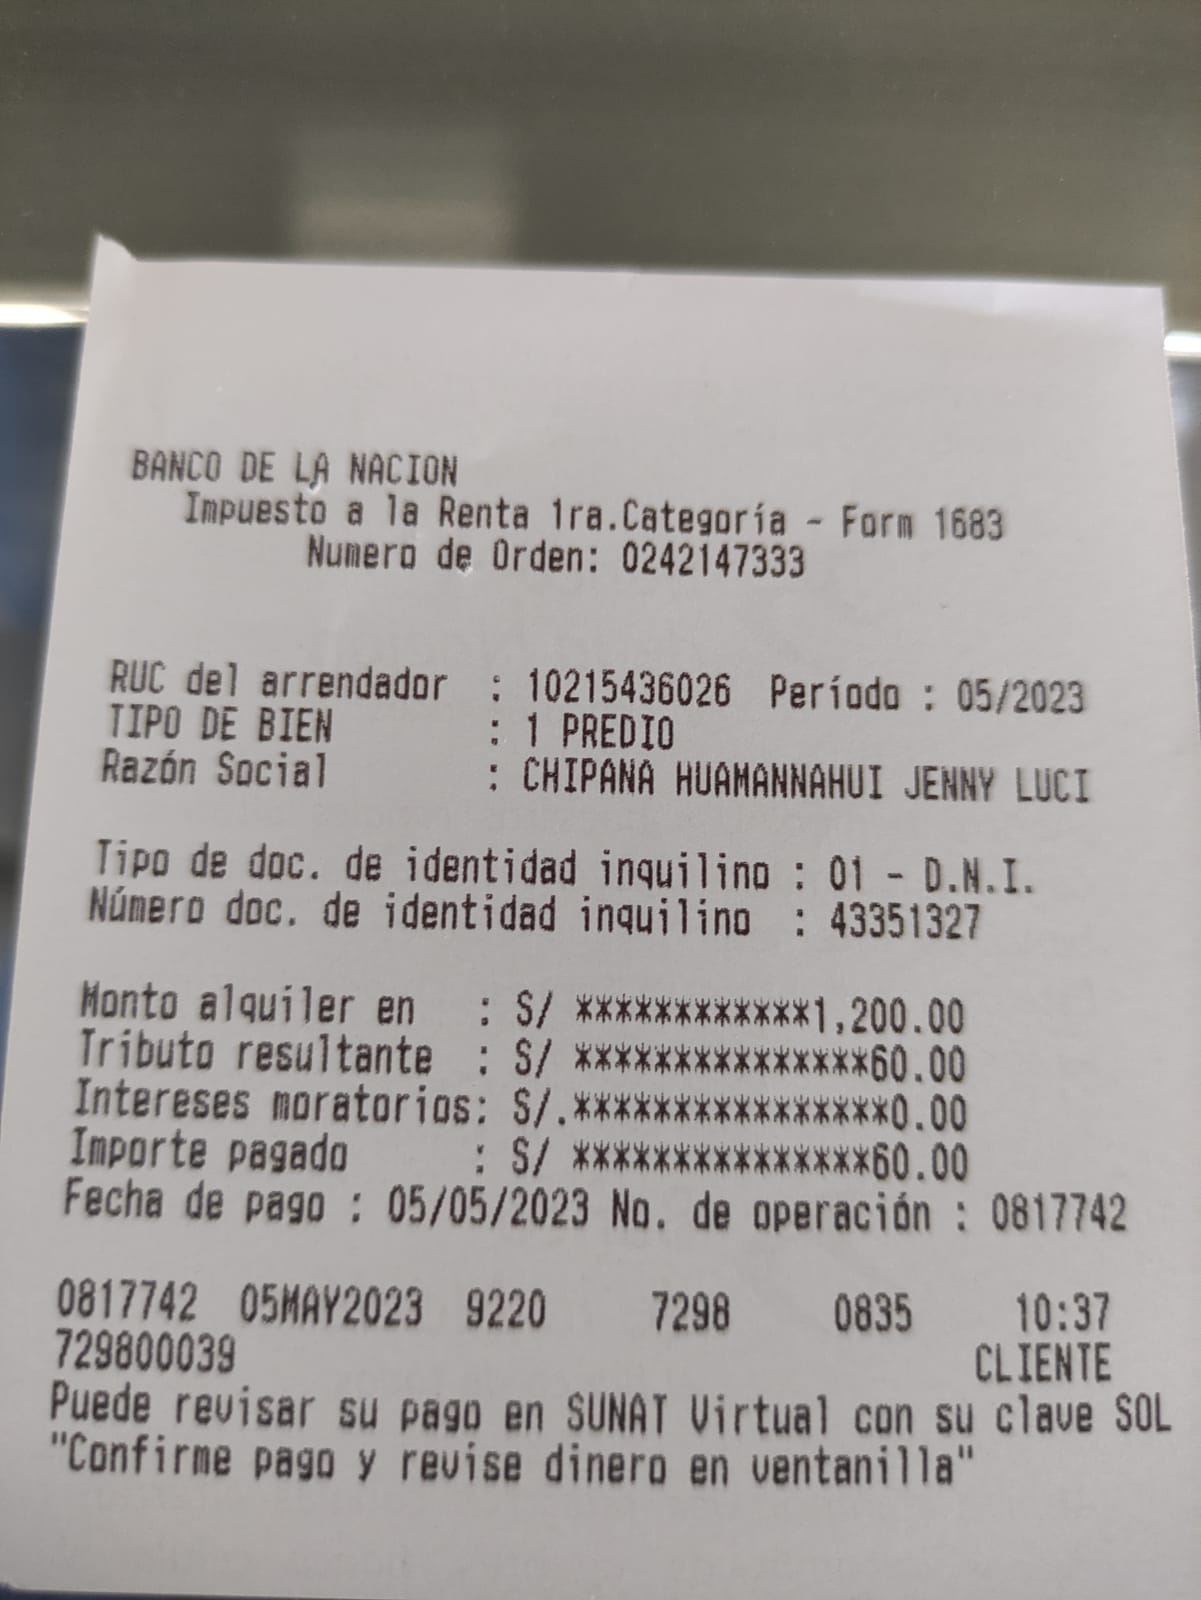 BANCO DE LA NACION
Impuesto a la Renta 1ra.Categoría - Form 1683
Numero de Orden: 0242147333
RUC del arrendador : 10215436026 Período : 05/2023
TIPO DE BIEN : 1 PREDIO
Razón Social : CHIPANA HUAMANNAHUI JENNY LUCI
Tipo de doc. de identidad inquilino : 01 - D.N.I.
Número doc. de identidad inquilino : 43351327
Monto alquiler en : S/ ************1,200.00
Tributo resultante : S/ ***************60.00
Intereses moratorios: S/.****************0.00
Importe pagado : S/ ***************60.00
Fecha de pago : 05/05/2023 No. de operación : 0817742
0817742 05MAY2023 9220 7298 0835 10:37
729800039 CLIENTE
Puede revisar su pago en SUNAT Virtual con su clave SOL
"Confirme pago y revise dinero en ventanilla"